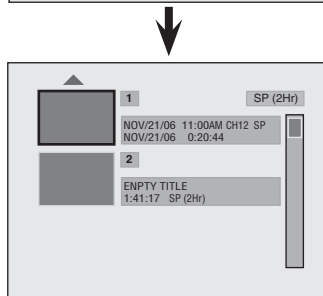 1 SP (2Hr)
NOV/21/06 11:00AM CH12 SP
NOV/21/06 0:20:44
2
ENPTY TITLE
1:41:17 SP (2Hr)